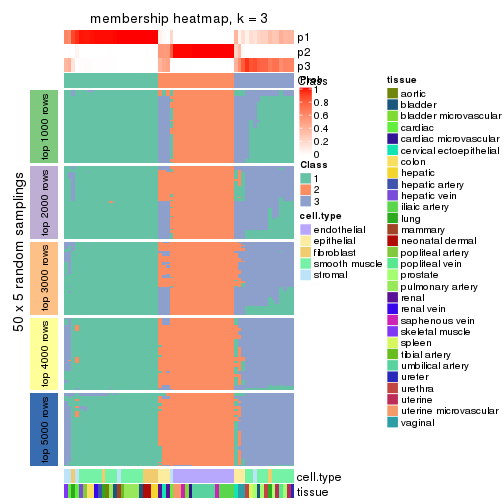 membership heatmap, k = 3
p1
p2
p3
Prob
Class
1
0.8
0.6
0.4
0.2
0
Class
1
2
3
cell.type
endothelial
epithelial
fibroblast
smooth muscle
stromal
tissue
aortic
bladder
bladder microvascular
cardiac
cardiac microvascular
cervical ectoepithelial
colon
hepatic
hepatic artery
hepatic vein
iliaic artery
lung
mammary
neonatal dermal
popliteal artery
popliteal vein
prostate
pulmonary artery
renal
renal vein
saphenous vein
skeletal muscle
spleen
tibial artery
umbilical artery
ureter
urethra
uterine
uterine microvascular
vaginal
50 x 5 random samplings
top 1000 rows
top 2000 rows
top 3000 rows
top 4000 rows
top 5000 rows
cell.type
tissue